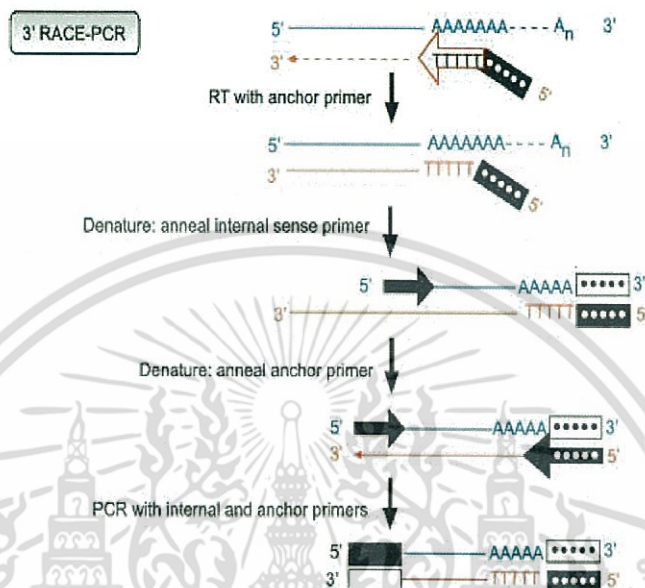 3' RACE-PCR
5' AAAAAAA An 3'
3' 5'
RT with anchor primer
5' AAAAAAA An 3'
3' TTTTT 5'
Denature: anneal internal sense primer
5' AAAAA 3'
3' TTTTT 5'
Denature: anneal anchor primer
5' AAAAA 3'
3' 5'
PCR with internal and anchor primers
5' AAAAA 3'
3' TTTTT 5'